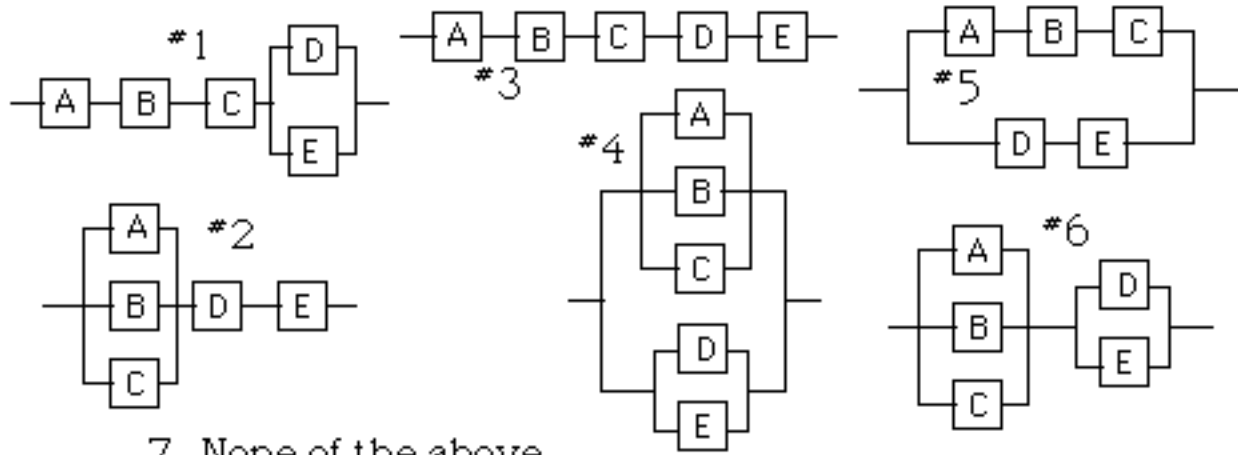 #1
A B C D E
#2
A B C D E
#3
A B C D E
#4
A B C D E
#5
A B C D E
#6
A B C D E
7. None of the above